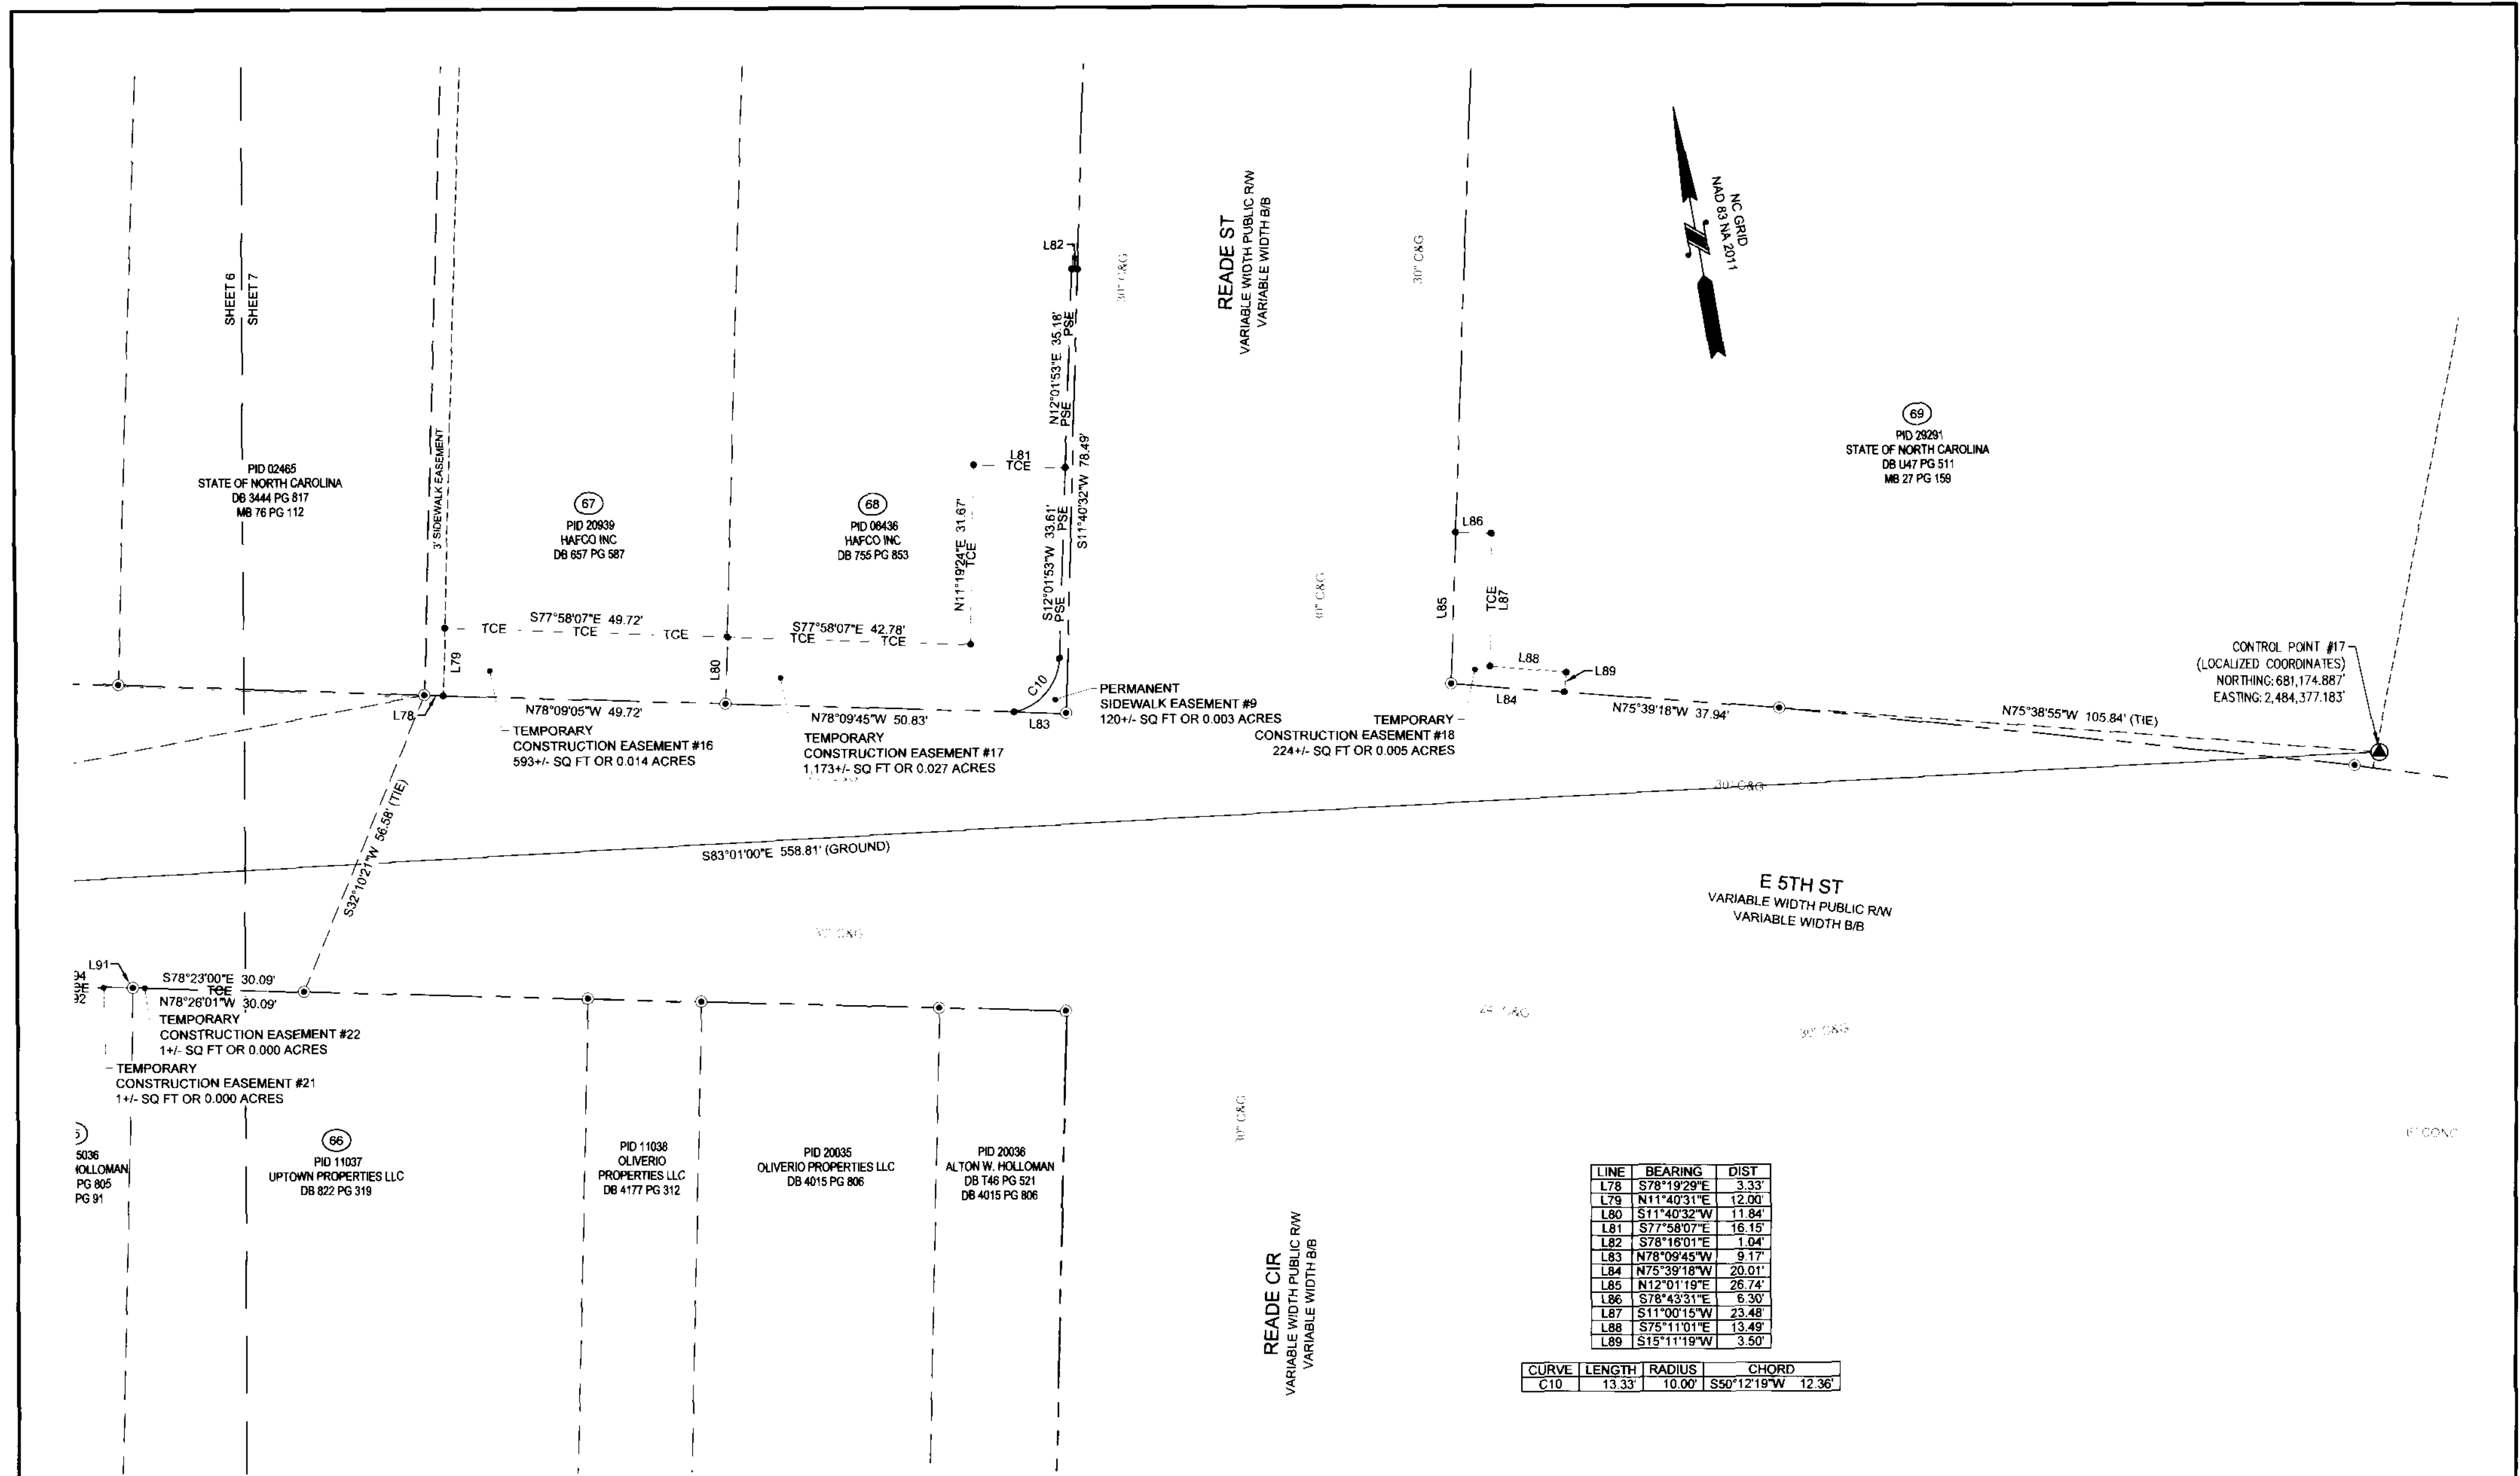 SHEET 6
SHEET 7
PID 02465
STATE OF NORTH CAROLINA
DB 3444 PG 817
MB 76 PG 112
3' SIDEWALK EASEMENT
67
PID 20939
HAFCO INC
DB 657 PG 587
68
PID 06436
HAFCO INC
DB 755 PG 853
L82
N12°01'53"E 35.18'
PSE
PSE
L81
TCE
S11°40'32"W 78.49'
N11°19'24"E 31.67'
TCE
S12°01'53"W 33.61'
PSE
PSE
30" C&G
READE ST
VARIABLE WIDTH PUBLIC R/W
VARIABLE WIDTH B/B
30" C&G
30" C&G
NC GRID
NAD 83 NA 2011
69
PID 29291
STATE OF NORTH CAROLINA
DB U47 PG 511
MB 27 PG 159
L86
L85
TCE
L87
L88
L89
L84
S77°58'07"E 49.72'
TCE TCE TCE
S77°58'07"E 42.78'
TCE TCE
L79
L80
L78
N78°09'05"W 49.72'
N78°09'45"W 50.83'
C10
L83
TEMPORARY
CONSTRUCTION EASEMENT #16
593+/- SQ FT OR 0.014 ACRES
TEMPORARY
CONSTRUCTION EASEMENT #17
1,173+/- SQ FT OR 0.027 ACRES
PERMANENT
SIDEWALK EASEMENT #9
120+/- SQ FT OR 0.003 ACRES
TEMPORARY
CONSTRUCTION EASEMENT #18
224+/- SQ FT OR 0.005 ACRES
N75°39'18"W 37.94'
N75°38'55"W 105.84' (TIE)
CONTROL POINT #17
(LOCALIZED COORDINATES)
NORTHING: 681,174.887'
EASTING: 2,484,377.183'
30" C&G
S32°10'21"W 56.58' (TIE)
S83°01'00"E 558.81' (GROUND)
E 5TH ST
VARIABLE WIDTH PUBLIC R/W
VARIABLE WIDTH B/B
30" C&G
24" C&G
30" C&G
L91
94
92
S78°23'00"E 30.09'
TCE
N78°26'01"W 30.09'
TEMPORARY
CONSTRUCTION EASEMENT #22
1+/- SQ FT OR 0.000 ACRES
TEMPORARY
CONSTRUCTION EASEMENT #21
1+/- SQ FT OR 0.000 ACRES
5036
HOLLOMAN
PG 805
PG 91
66
PID 11037
UPTOWN PROPERTIES LLC
DB 822 PG 319
PID 11038
OLIVERIO
PROPERTIES LLC
DB 4177 PG 312
PID 20035
OLIVERIO PROPERTIES LLC
DB 4015 PG 806
PID 20036
ALTON W. HOLLOMAN
DB T46 PG 521
DB 4015 PG 806
30" C&G
READE CIR
VARIABLE WIDTH PUBLIC R/W
VARIABLE WIDTH B/B
6" CONC
LINE BEARING DIST
L78 S78°19'29"E 3.33'
L79 N11°40'31"E 12.00'
L80 S11°40'32"W 11.84'
L81 S77°58'07"E 16.15'
L82 S78°16'01"E 1.04'
L83 N78°09'45"W 9.17'
L84 N75°39'18"W 20.01'
L85 N12°01'19"E 26.74'
L86 S78°43'31"E 6.30'
L87 S11°00'15"W 23.48'
L88 S75°11'01"E 13.49'
L89 S15°11'19"W 3.50'
CURVE LENGTH RADIUS CHORD
C10 13.33' 10.00' S50°12'19"W 12.36'